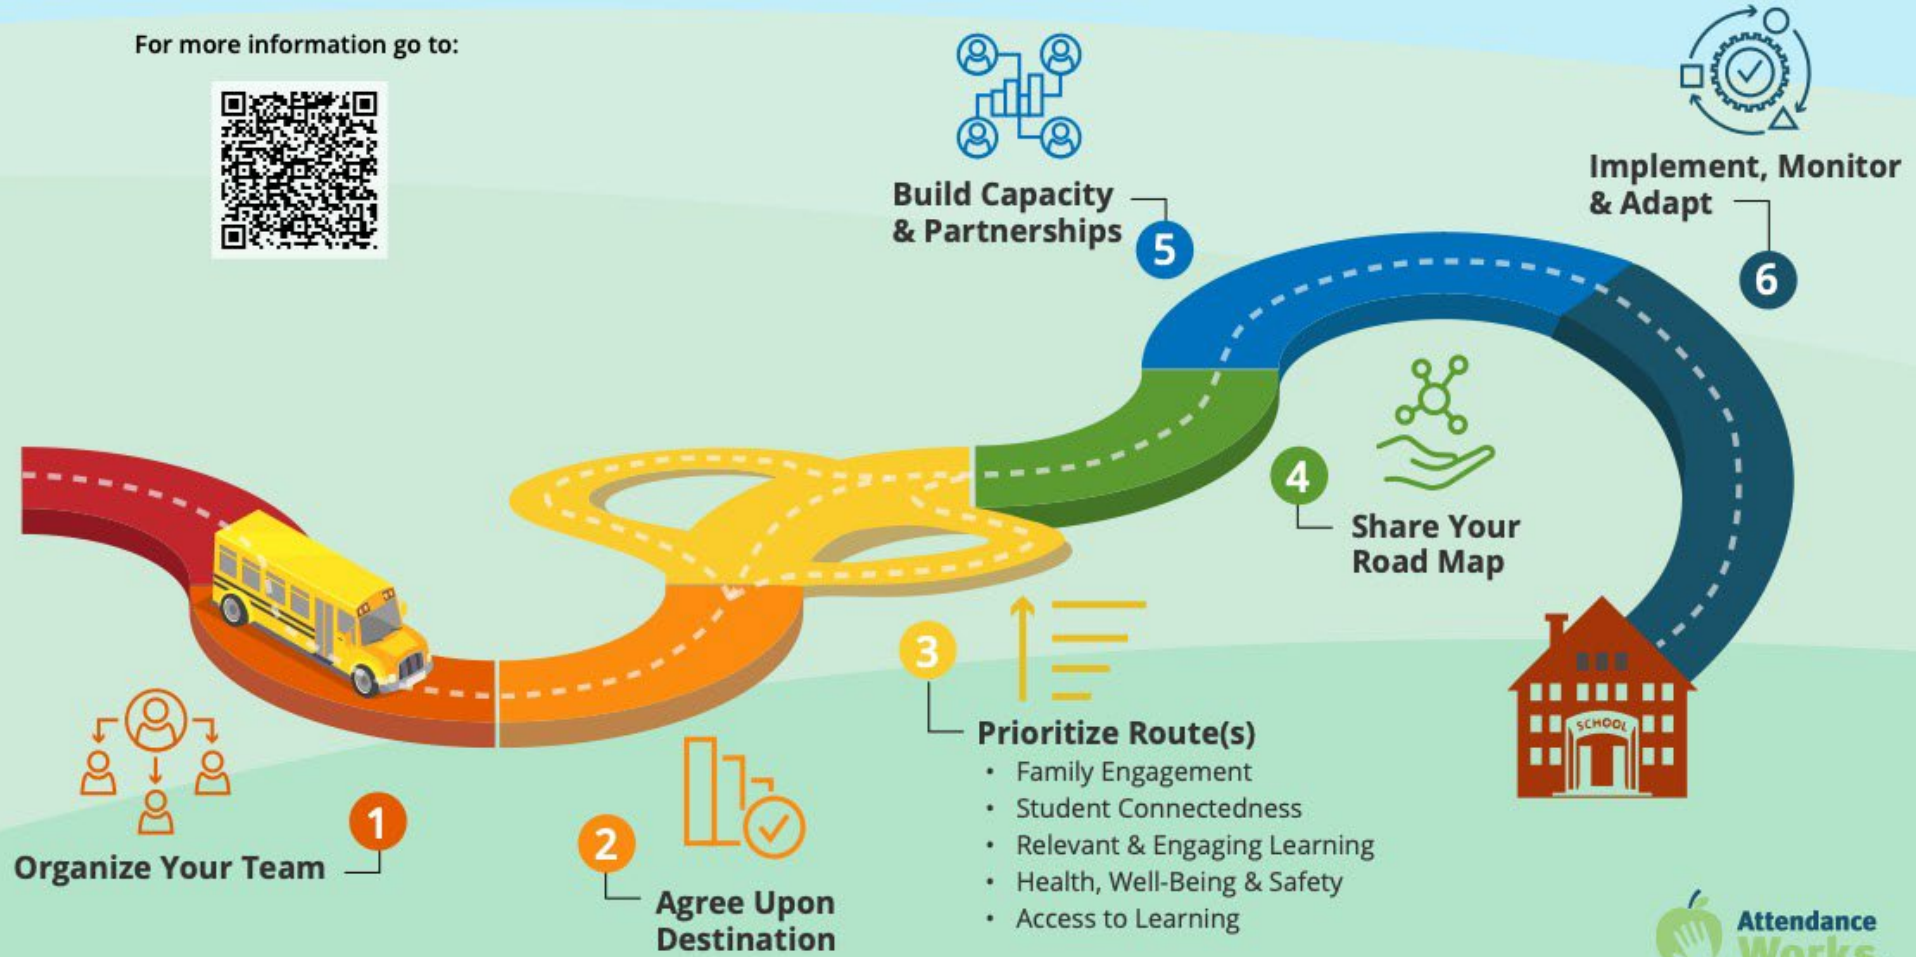 For more information go to:
Build Capacity
& Partnerships
5
Implement, Monitor
& Adapt
6
4
Share Your
Road Map
3
Prioritize Route(s)
• Family Engagement
• Student Connectedness
• Relevant & Engaging Learning
• Health, Well-Being & Safety
• Access to Learning
SCHOOL
1
Organize Your Team
2
Agree Upon
Destination
Attendance
Works